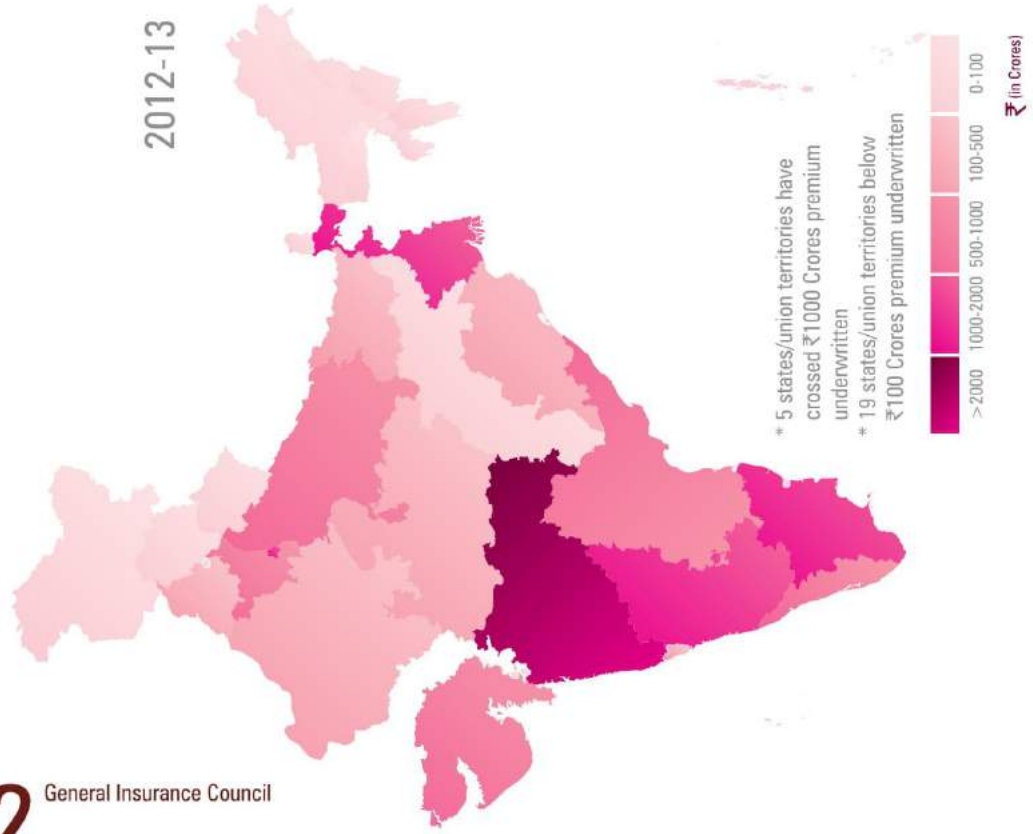 2012-13
* 5 states/union territories have
crossed ₹1000 Crores premium
underwritten
* 19 states/union territories below
₹100 Crores premium underwritten
>2000
1000-2000
500-1000
100-500
0-100
₹ (in Crores)
2
General Insurance Council